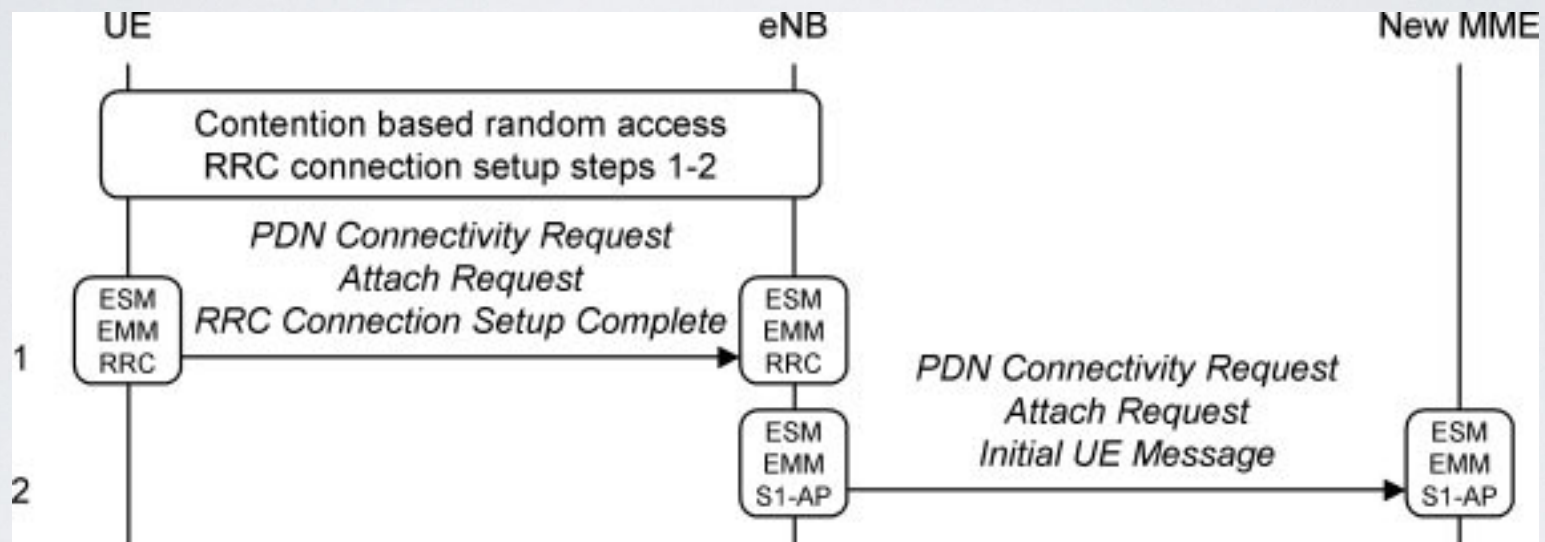 UE
eNB
New MME
Contention based random access
RRC connection setup steps 1-2
PDN Connectivity Request
Attach Request
RRC Connection Setup Complete
1
ESM
EMM
RRC
ESM
EMM
RRC
PDN Connectivity Request
Attach Request
Initial UE Message
2
ESM
EMM
S1-AP
ESM
EMM
S1-AP